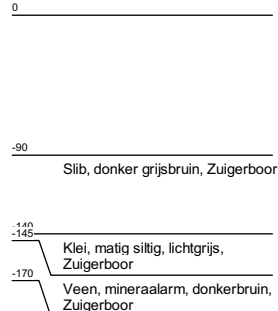 0
-90
Slib, donker grijsbruin, Zuigerboor
-140
-145
Klei, matig siltig, lichtgrijs,
Zuigerboor
-170
Veen, mineraalarm, donkerbruin,
Zuigerboor